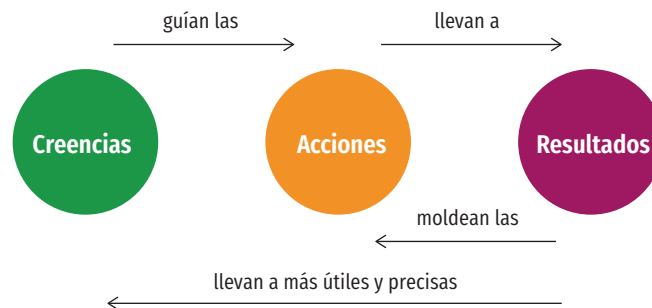 guían las
llevan a
Creencias
Acciones
Resultados
moldean las
llevan a más útiles y precisas